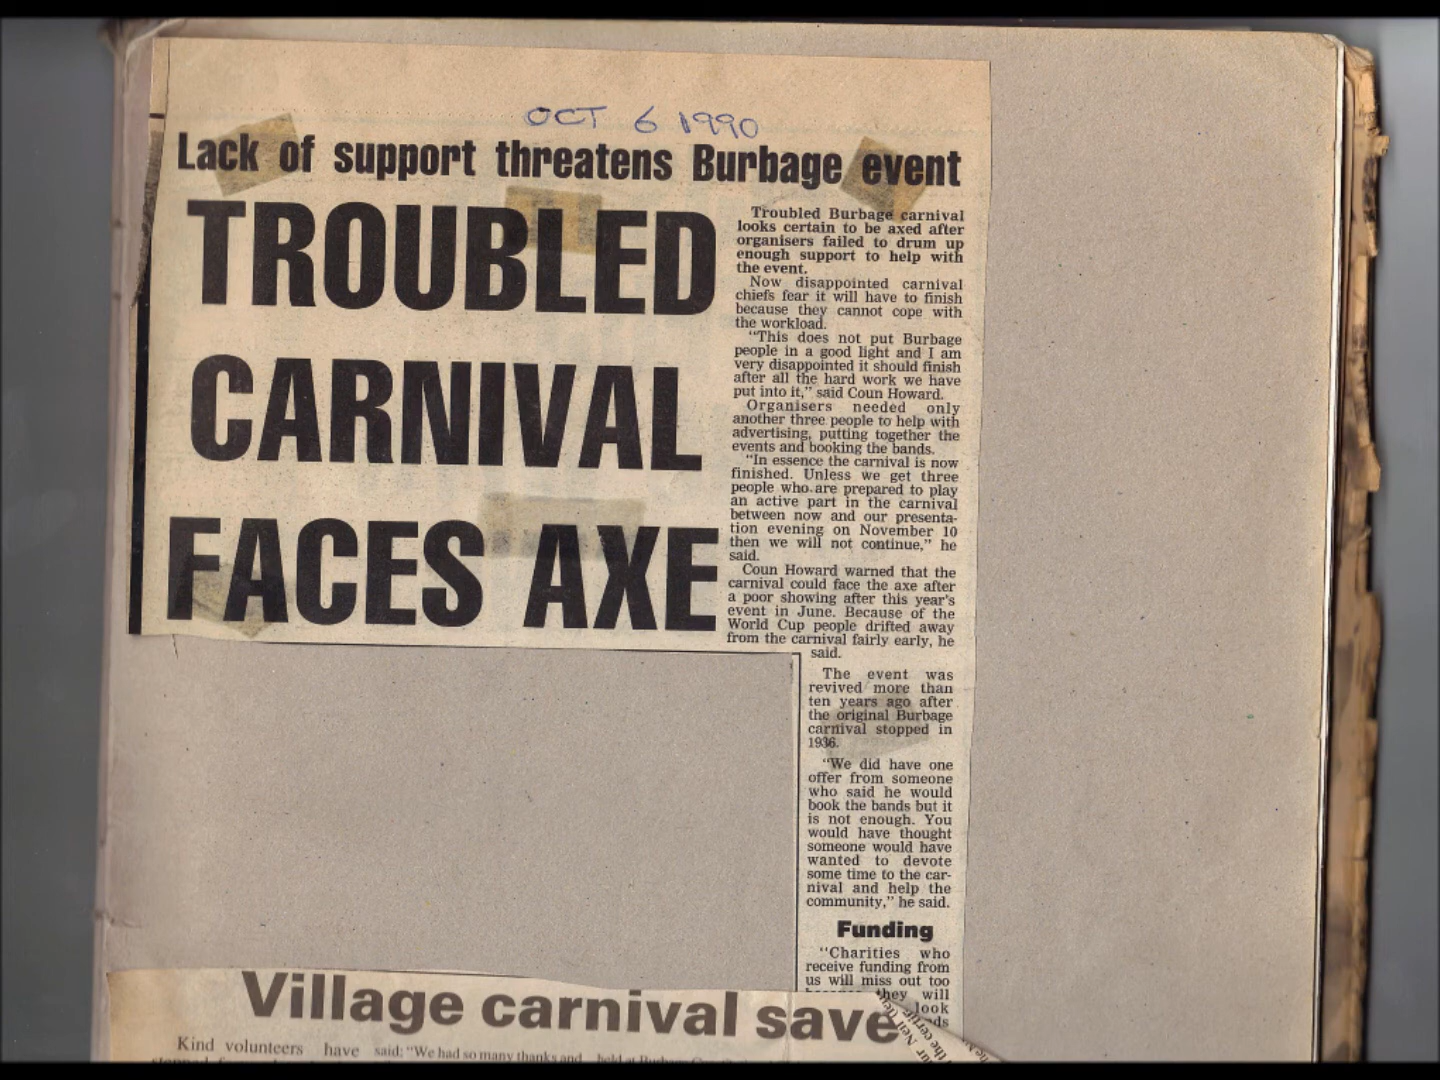 OCT 6 1990
Lack of support threatens Burbage event
TROUBLED
CARNIVAL
FACES AXE
Troubled Burbage carnival
looks certain to be axed after
organisers failed to drum up
enough support to help with
the event.
Now disappointed carnival
chiefs fear it will have to finish
because they cannot cope with
the workload.
"This does not put Burbage
people in a good light and I am
very disappointed it should finish
after all the hard work we have
put into it," said Coun Howard.
Organisers needed only
another three people to help with
advertising, putting together the
events and booking the bands.
"In essence the carnival is now
finished. Unless we get three
people who are prepared to play
an active part in the carnival
between now and our presenta-
tion evening on November 10
then we will not continue," he
said.
Coun Howard warned that the
carnival could face the axe after
a poor showing after this year's
event in June. Because of the
World Cup people drifted away
from the carnival fairly early, he
said.
The event was
revived more than
ten years ago after
the original Burbage
carnival stopped in
1936.
"We did have one
offer from someone
who said he would
book the bands but it
is not enough. You
would have thought
someone would have
wanted to devote
some time to the car-
nival and help the
community," he said.
Funding
"Charities who
receive funding from
us will miss out too
they will
look
Village carnival save
Kind volunteers have said: "We had so many thanks and held at